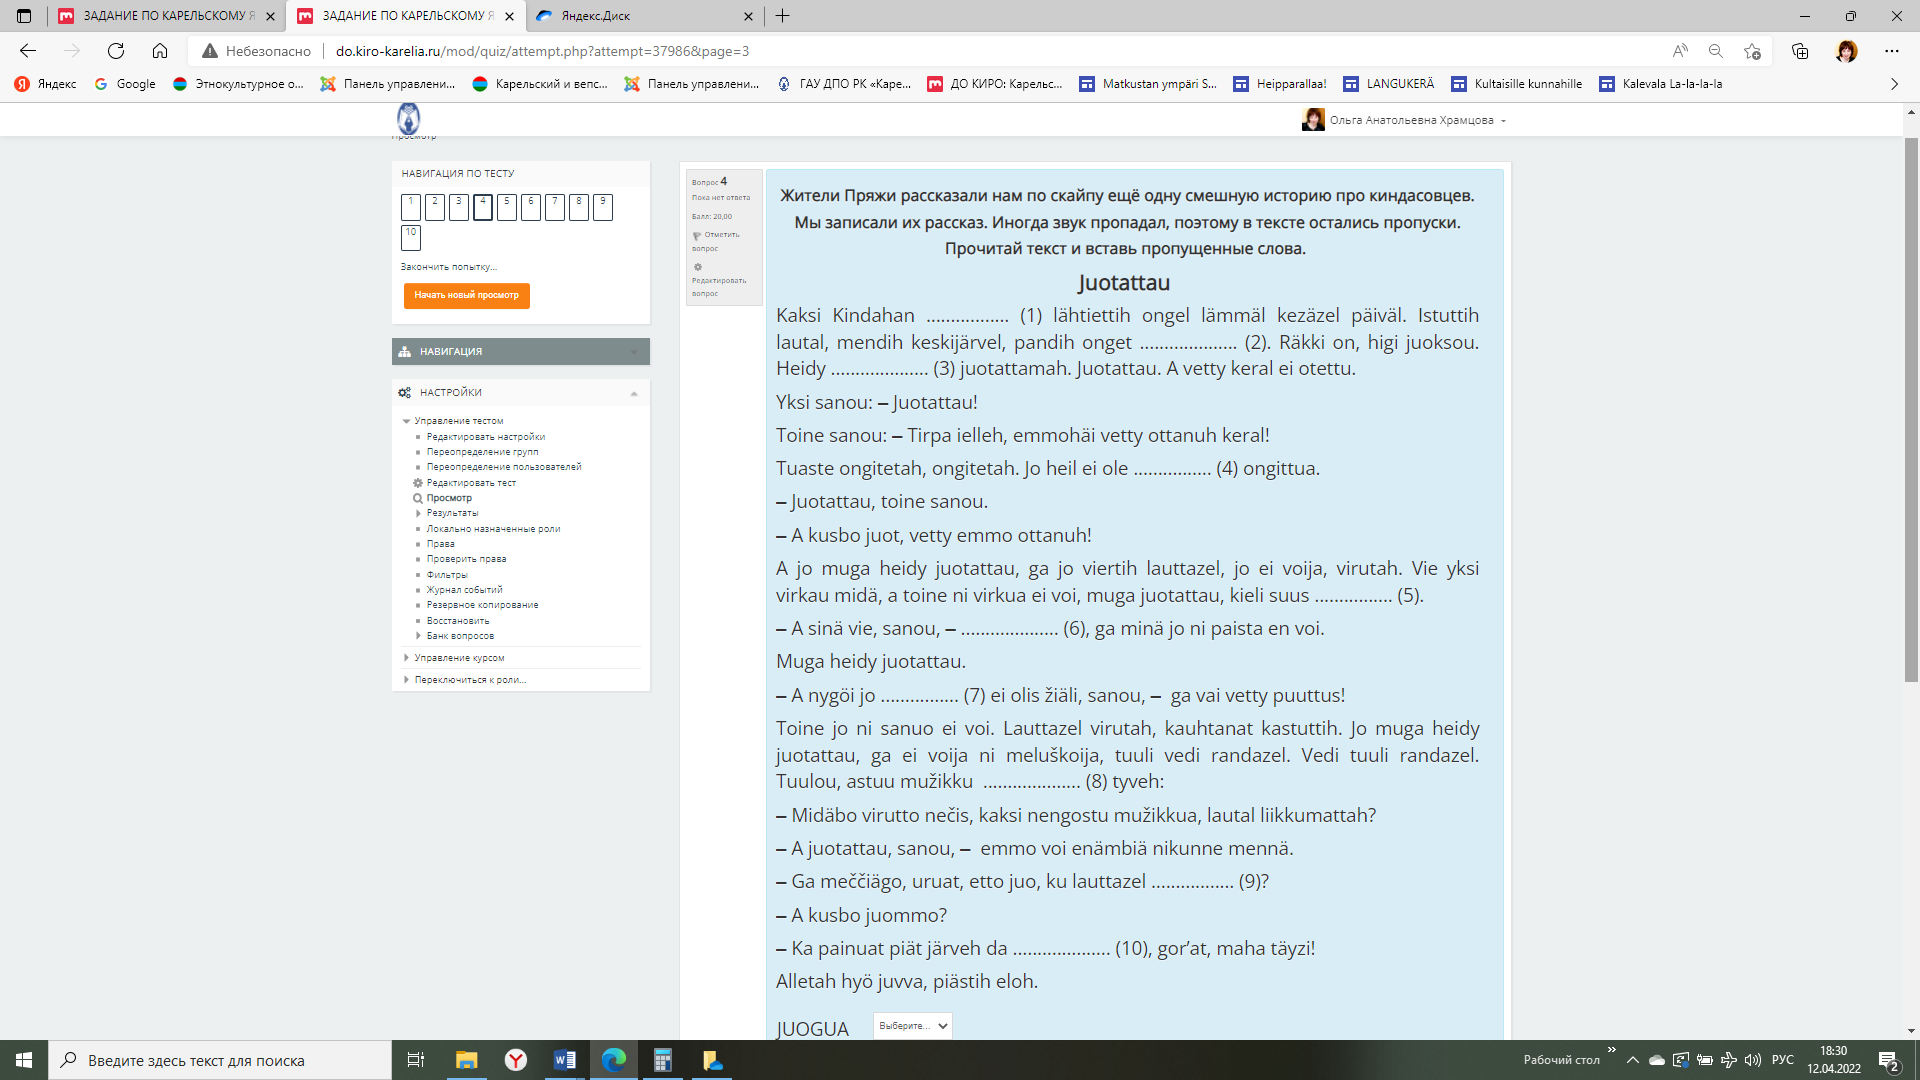 ЗАДАНИЕ ПО КАРЕЛЬСКОМУ Я
ЗАДАНИЕ ПО КАРЕЛЬСКОМУ Я
Яндекс.Диск
Небезопасно
do.kiro-karelia.ru/mod/quiz/attempt.php?attempt=37986&page=3
Яндекс
Google
Этнокультурное о...
Панель управлени...
Карельский и вепс...
Панель управлени...
ГАУ ДПО РК «Каре...
ДО КИРО: Карельс...
Matkustan ympäri S...
Heipparallaa!
LANGUKERÄ
Kultaisille kunnahille
Kalevala La-la-la-la
Ольга Анатольевна Храмцова
Просмотр
НАВИГАЦИЯ ПО ТЕСТУ
1 2 3 4 5 6 7 8 9
10
Закончить попытку...
Начать новый просмотр
НАВИГАЦИЯ
НАСТРОЙКИ
Управление тестом
Редактировать настройки
Переопределение групп
Переопределение пользователей
Редактировать тест
Просмотр
Результаты
Локально назначенные роли
Права
Проверить права
Фильтры
Журнал событий
Резервное копирование
Восстановить
Банк вопросов
Управление курсом
Переключиться к роли...
Вопрос 4
Пока нет ответа
Балл: 20,00
Отметить
вопрос
Редактировать
вопрос
Жители Пряжи рассказали нам по скайпу ещё одну смешную историю про киндасовцев.
Мы записали их рассказ. Иногда звук пропадал, поэтому в тексте остались пропуски.
Прочитай текст и вставь пропущенные слова.
Juotattau
Kaksi Kindahan ................. (1) lähtiettih ongel lämmäl kezäzel päiväl. Istuttih
lautal, mendih keskijärvel, pandih onget .................... (2). Räkki on, higi juoksou.
Heidy .................... (3) juotattamah. Juotattau. A vetty keral ei otettu.
Yksi sanou: – Juotattau!
Toine sanou: – Tirpa ielleh, emmohäi vetty ottanuh keral!
Tuaste ongitetah, ongitetah. Jo heil ei ole ................ (4) ongittua.
– Juotattau, toine sanou.
– A kusbo juot, vetty emmo ottanuh!
A jo muga heidy juotattau, ga jo viertih lauttazel, jo ei voija, virutah. Vie yksi
virkau midä, a toine ni virkua ei voi, muga juotattau, kieli suus ................ (5).
– A sinä vie, sanou, – .................... (6), ga minä jo ni paista en voi.
Muga heidy juotattau.
– A nygöi jo ................ (7) ei olis žiäli, sanou, – ga vai vetty puuttus!
Toine jo ni sanuo ei voi. Lauttazel virutah, kauhtanat kastuttih. Jo muga heidy
juotattau, ga ei voija ni meluškoija, tuuli vedi randazel. Vedi tuuli randazel.
Tuulou, astuu mužikku .................... (8) tyveh:
– Midäbo virutto nečis, kaksi nengostu mužikkua, lautal liikkumattah?
– A juotattau, sanou, – emmo voi enämbiä nikunne mennä.
– Ga meččiägo, uruat, etto juo, ku lauttazel ................. (9)?
– A kusbo juommo?
– Ka painuat piät järveh da .................... (10), gor’at, maha täyzi!
Alletah hyö juvva, piästih eloh.
JUOGUA
Выберите...
Введите здесь текст для поиска
Рабочий стол
РУС
18:30
12.04.2022
2